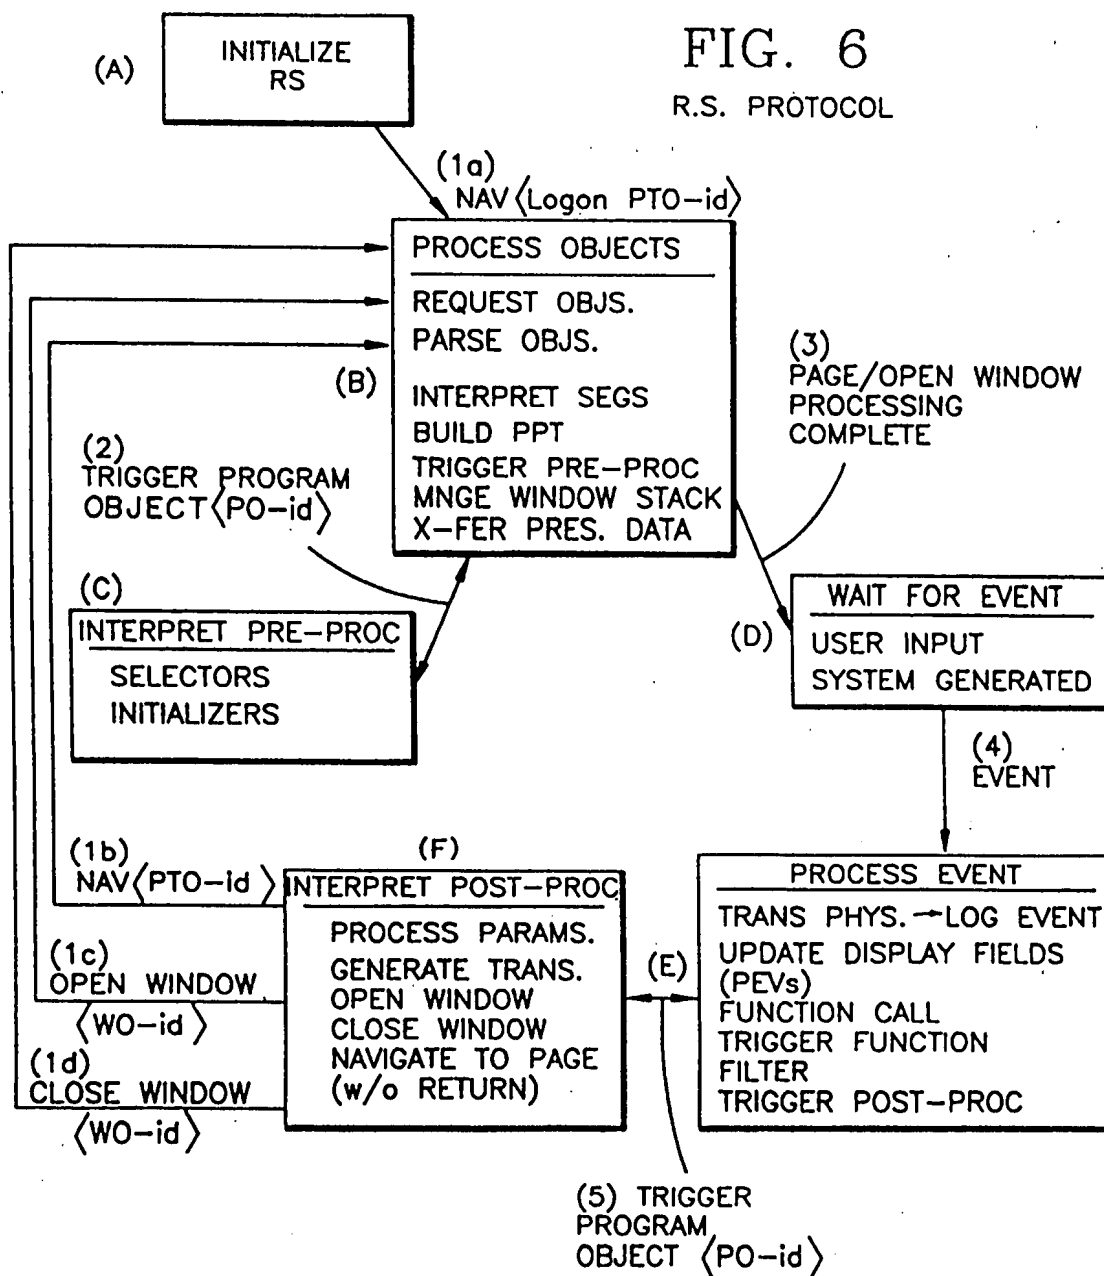 FIG. 6
R.S. PROTOCOL
(A)
INITIALIZE
RS
(1a)
NAV⟨Logon PTO-id⟩
PROCESS OBJECTS
REQUEST OBJS.
PARSE OBJS.
(B)
INTERPRET SEGS
BUILD PPT
TRIGGER PRE-PROC
MNGE WINDOW STACK
X-FER PRES. DATA
(2)
TRIGGER PROGRAM
OBJECT⟨PO-id⟩
(3)
PAGE/OPEN WINDOW
PROCESSING
COMPLETE
(C)
INTERPRET PRE-PROC
SELECTORS
INITIALIZERS
(D)
WAIT FOR EVENT
USER INPUT
SYSTEM GENERATED
(4)
EVENT
(1b)
NAV⟨PTO-id⟩
(1c)
OPEN WINDOW
⟨WO-id⟩
(1d)
CLOSE WINDOW
⟨WO-id⟩
(F)
INTERPRET POST-PROC
PROCESS PARAMS.
GENERATE TRANS.
OPEN WINDOW
CLOSE WINDOW
NAVIGATE TO PAGE
(w/o RETURN)
(E)
PROCESS EVENT
TRANS PHYS.→LOG EVENT
UPDATE DISPLAY FIELDS
(PEVs)
FUNCTION CALL
TRIGGER FUNCTION
FILTER
TRIGGER POST-PROC
(5) TRIGGER
PROGRAM
OBJECT ⟨PO-id⟩